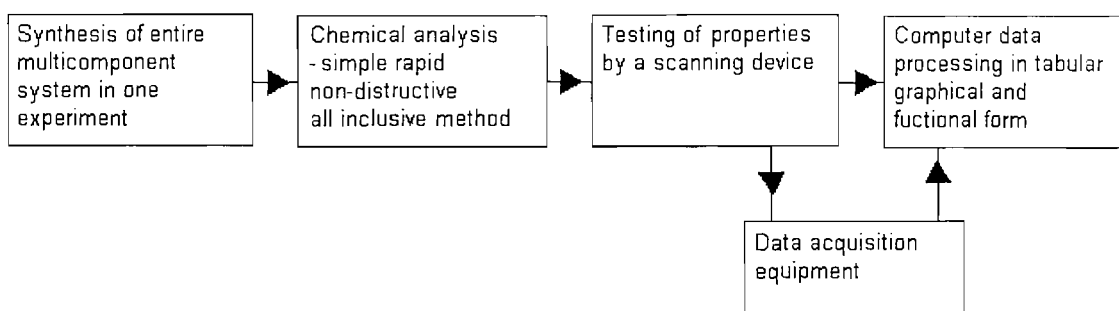 Synthesis of entire
multicomponent
system in one
experiment
Chemical analysis
- simple rapid
non-distructive
all inclusive method
Testing of properties
by a scanning device
Computer data
processing in tabular
graphical and
fuctional form
Data acquisition
equipment